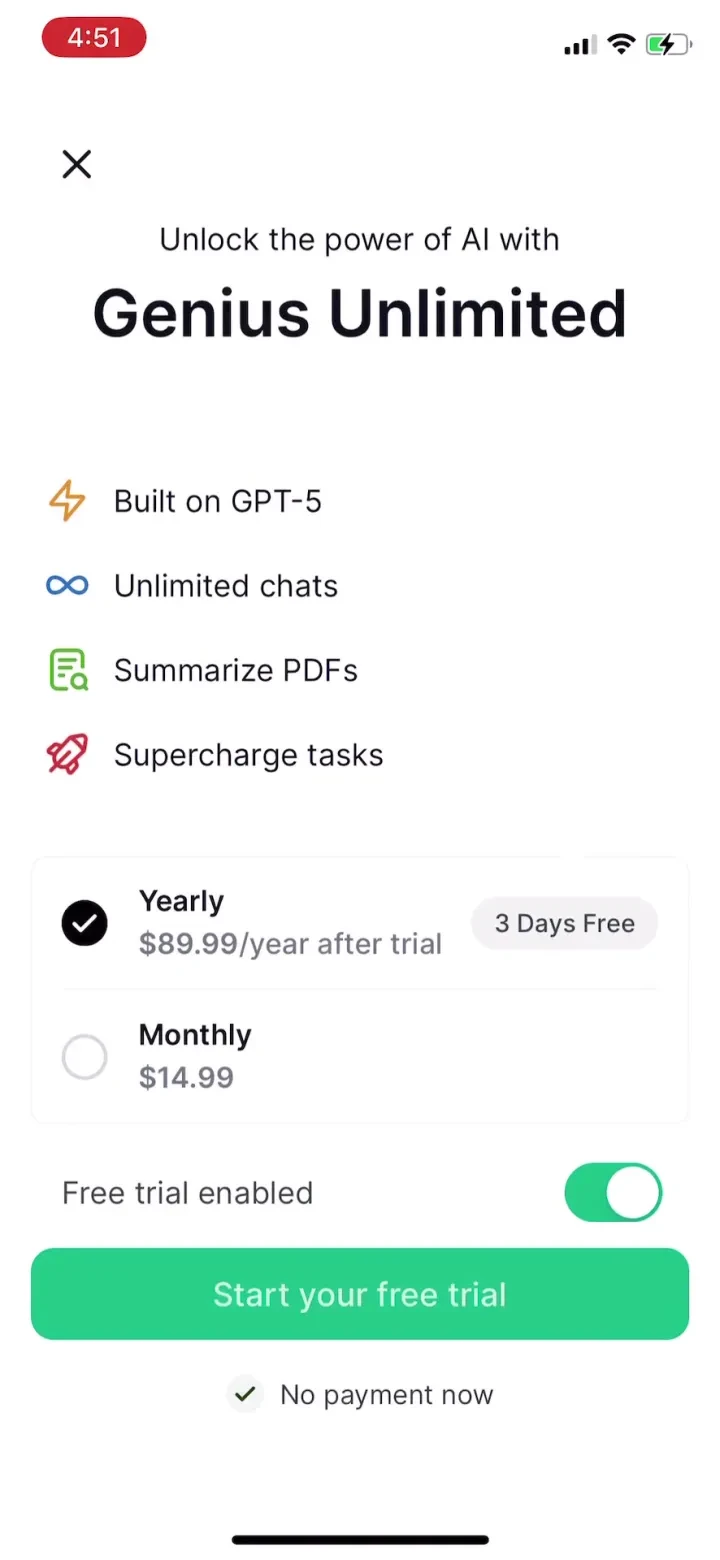 4:51
Unlock the power of AI with
Genius Unlimited
Built on GPT-5
Unlimited chats
Summarize PDFs
Supercharge tasks
Yearly
$89.99/year after trial
3 Days Free
Monthly
$14.99
Free trial enabled
Start your free trial
No payment now